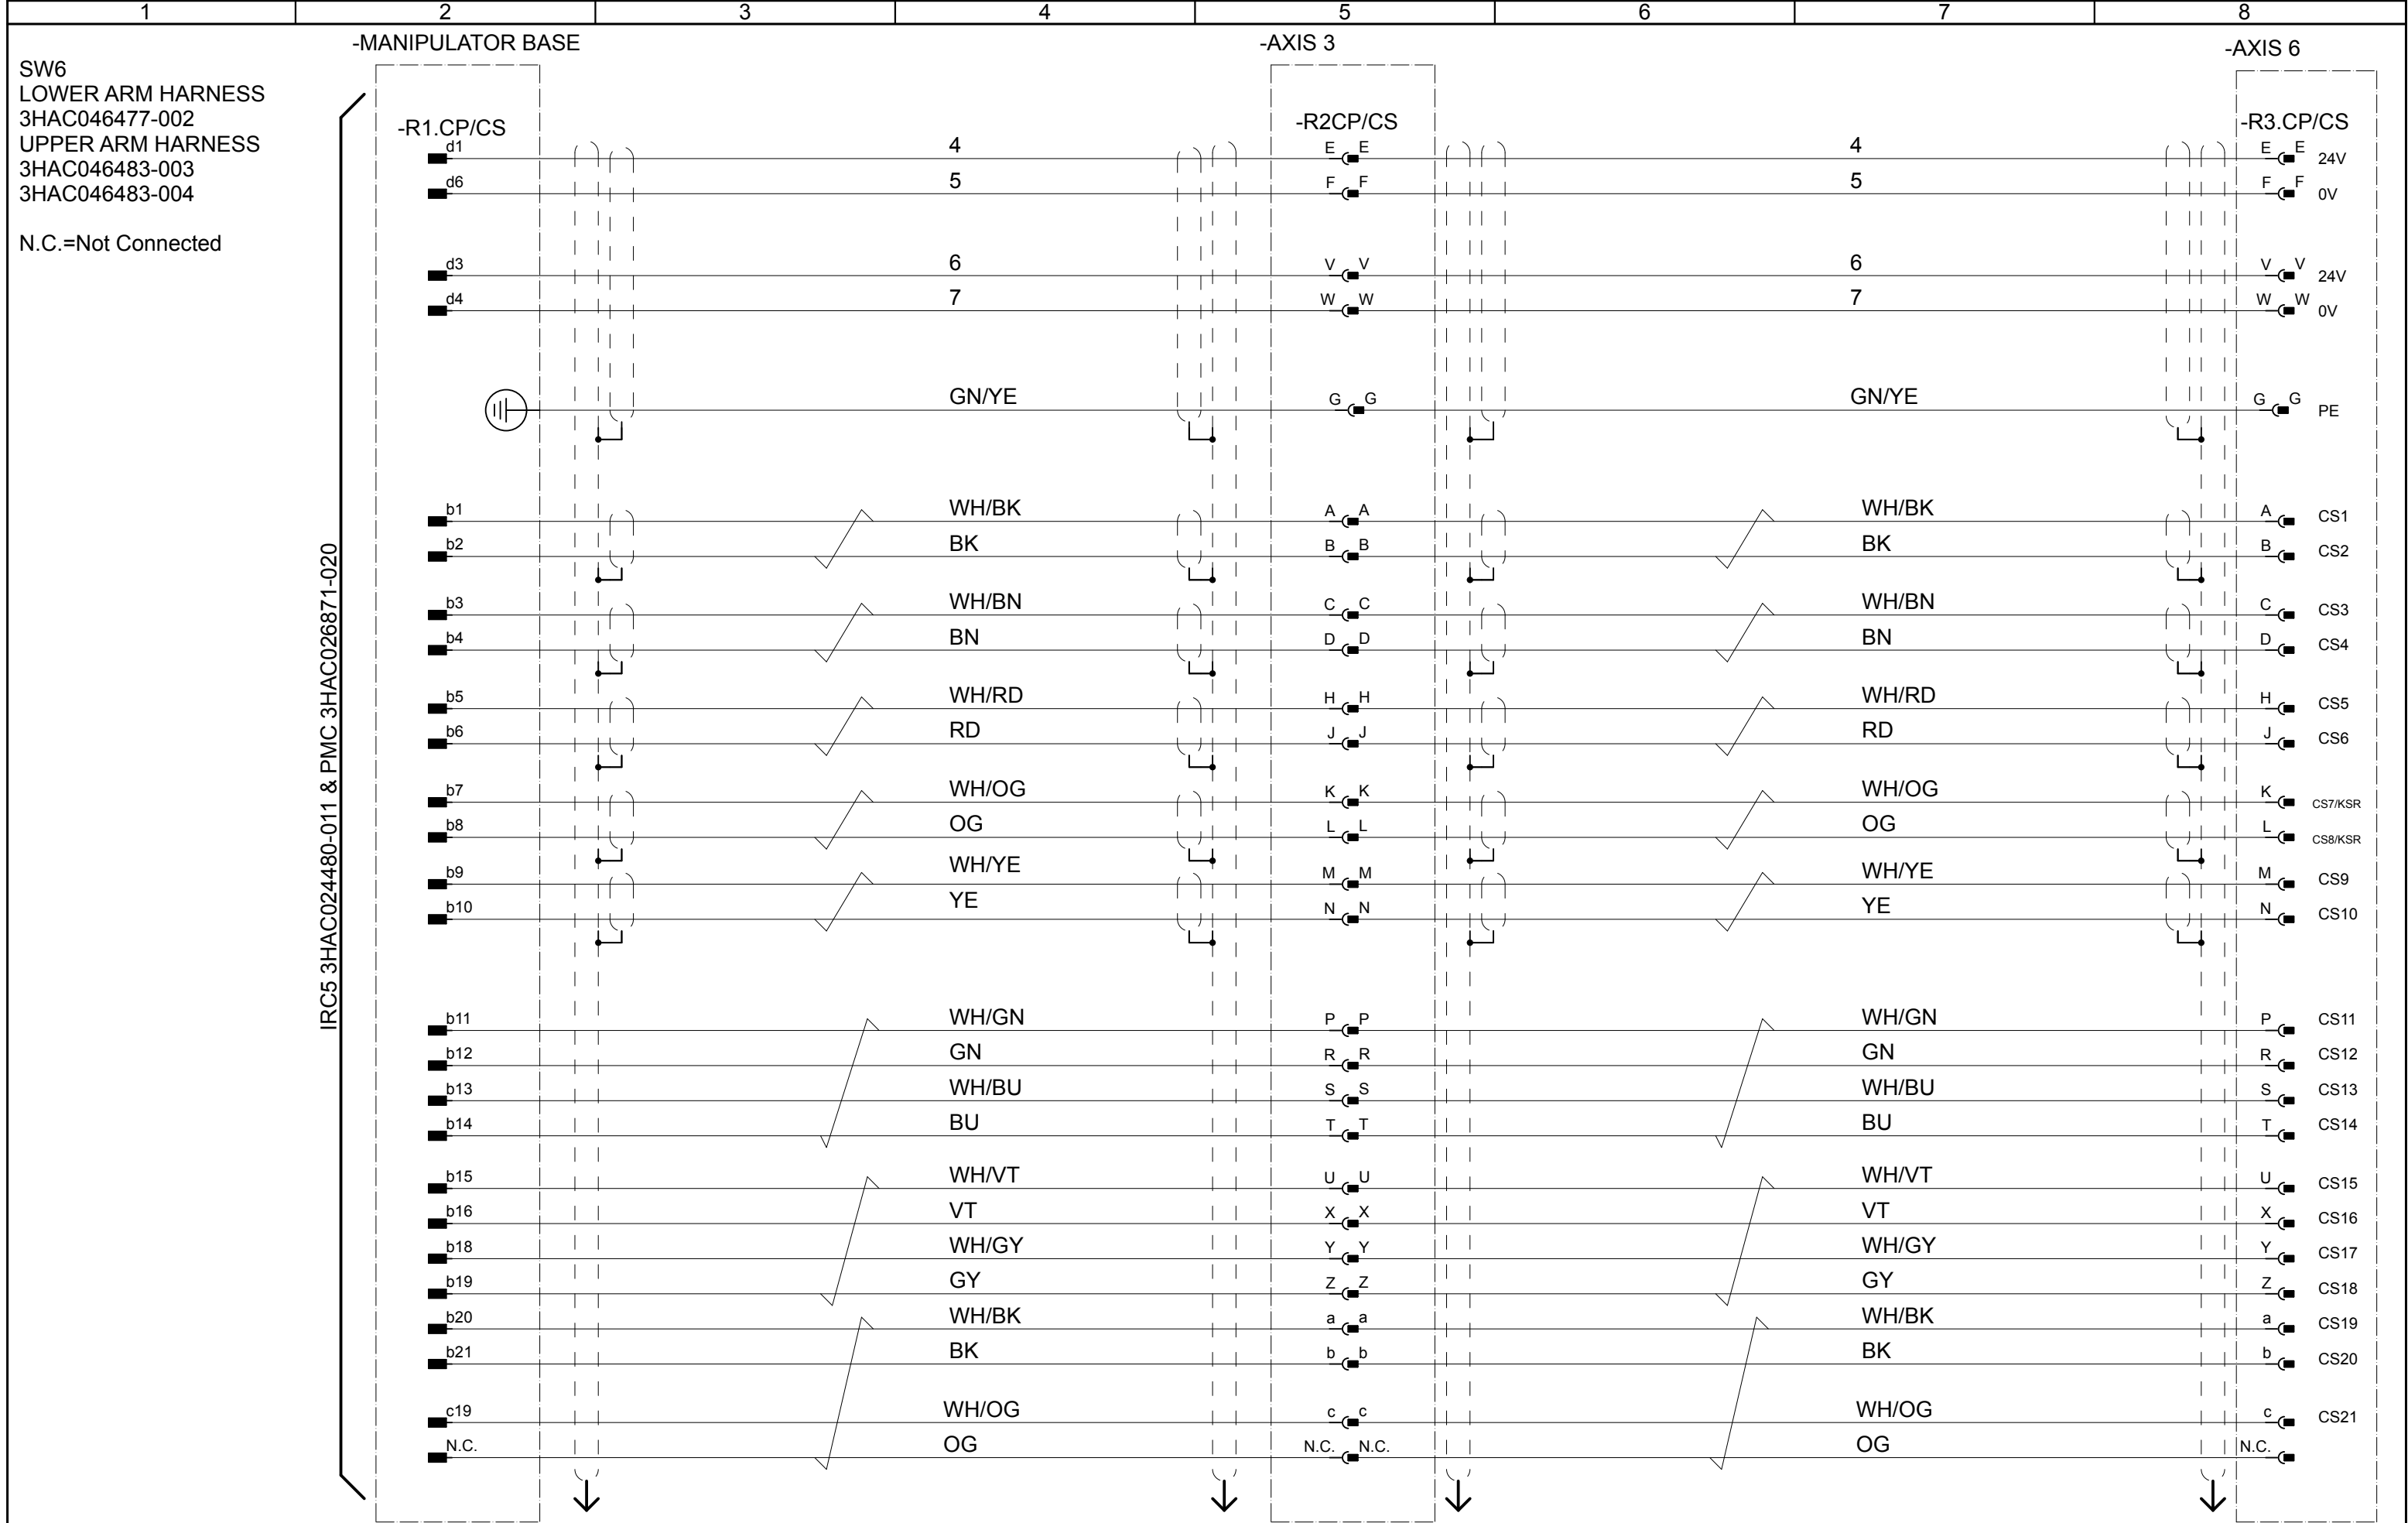 1 2 3 4 5 6 7 8
-MANIPULATOR BASE -AXIS 3 -AXIS 6
SW6
LOWER ARM HARNESS
3HAC046477-002
UPPER ARM HARNESS
3HAC046483-003
3HAC046483-004
N.C.=Not Connected
IRC5 3HAC024480-011 & PMC 3HAC026871-020
-R1.CP/CS -R2CP/CS -R3.CP/CS
d1 4 E E 4 E E 24V
d6 5 F F 5 F F 0V
d3 6 V V 6 V V 24V
d4 7 W W 7 W W 0V
GN/YE G G GN/YE G G PE
b1 WH/BK A A WH/BK A CS1
b2 BK B B BK B CS2
b3 WH/BN C C WH/BN C CS3
b4 BN D D BN D CS4
b5 WH/RD H H WH/RD H CS5
b6 RD J J RD J CS6
b7 WH/OG K K WH/OG K CS7/KSR
b8 OG L L OG L CS8/KSR
b9 WH/YE M M WH/YE M CS9
b10 YE N N YE N CS10
b11 WH/GN P P WH/GN P CS11
b12 GN R R GN R CS12
b13 WH/BU S S WH/BU S CS13
b14 BU T T BU T CS14
b15 WH/VT U U WH/VT U CS15
b16 VT X X VT X CS16
b18 WH/GY Y Y WH/GY Y CS17
b19 GY Z Z GY Z CS18
b20 WH/BK a a WH/BK a CS19
b21 BK b b BK b CS20
c19 WH/OG c c WH/OG c CS21
N.C. OG N.C. N.C. OG N.C.